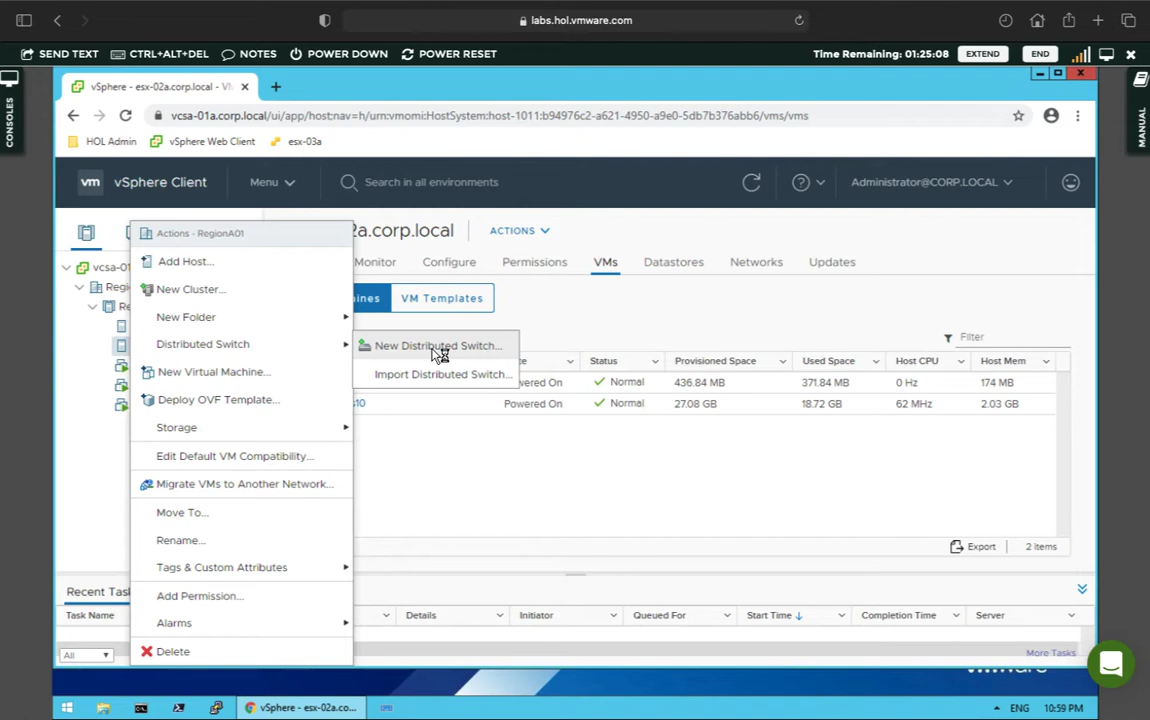 labs.hol.vmware.com
SEND TEXT CTRL+ALT+DEL NOTES POWER DOWN POWER RESET Time Remaining: 01:25:08 EXTEND END
CONSOLES
MANUAL
vSphere - esx-02a.corp.local - VM
vcsa-01a.corp.local/ui/app/host;nav=h/urn:vmomi:HostSystem:host-1011:b94976c2-a621-4950-a9e0-5db7b376abb6/vms/vms
HOL Admin vSphere Web Client esx-03a
vm vSphere Client Menu Search in all environments Administrator@CORP.LOCAL
2a.corp.local ACTIONS
Monitor Configure Permissions VMs Datastores Networks Updates
VM Templates
Filter
Status Provisioned Space Used Space Host CPU Host Mem
Powered On Normal 436.84 MB 371.84 MB 0 Hz 174 MB
Powered On Normal 27.08 GB 18.72 GB 62 MHz 2.03 GB
Export 2 items
vcsa-01
Actions - RegionA01
Add Host...
New Cluster...
New Folder
Distributed Switch
New Distributed Switch...
Import Distributed Switch...
New Virtual Machine...
Deploy OVF Template...
Storage
Edit Default VM Compatibility...
Migrate VMs to Another Network...
Move To...
Rename...
Tags & Custom Attributes
Add Permission...
Alarms
Delete
Recent Tas
Task Name Details Initiator Queued For Start Time Completion Time Server
All More Tasks
vSphere - esx-02a.co... ENG 10:59 PM